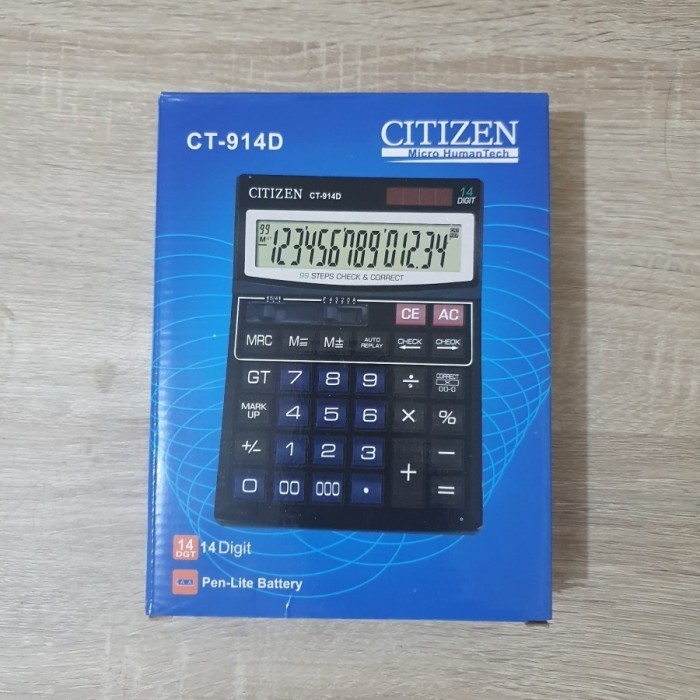 CT-914D
CITIZEN
Micro HumanTech
CITIZEN CT-914D
14
DIGIT
99
M
12345678901234
99 STEPS CHECK & CORRECT
CE AC
MRC M= M± AUTO REPLAY CHECK CHECK
GT 7 8 9 ÷ CORRECT 00→0
MARK UP 4 5 6 × %
+/- 1 2 3 + −
0 00 000 . =
14 DGT 14 Digit
AA Pen-Lite Battery